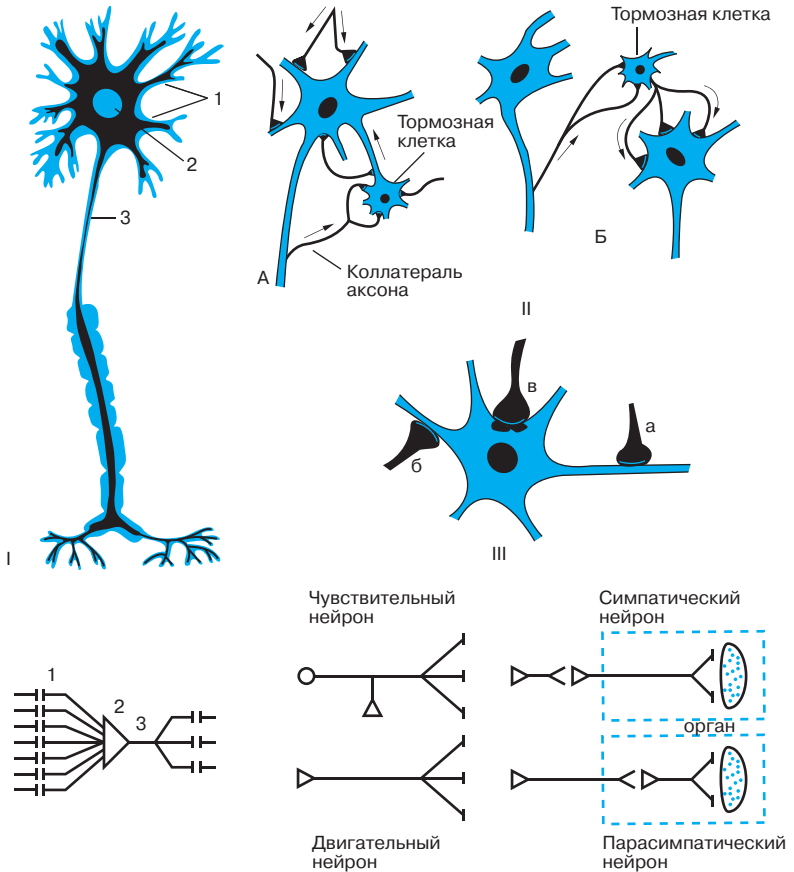 1
2
3
I
Тормозная
клетка
А
Коллатераль
аксона
Тормозная клетка
Б
II
в
а
б
III
1
2
3
Чувствительный
нейрон
Двигательный
нейрон
Симпатический
нейрон
орган
Парасимпатический
нейрон